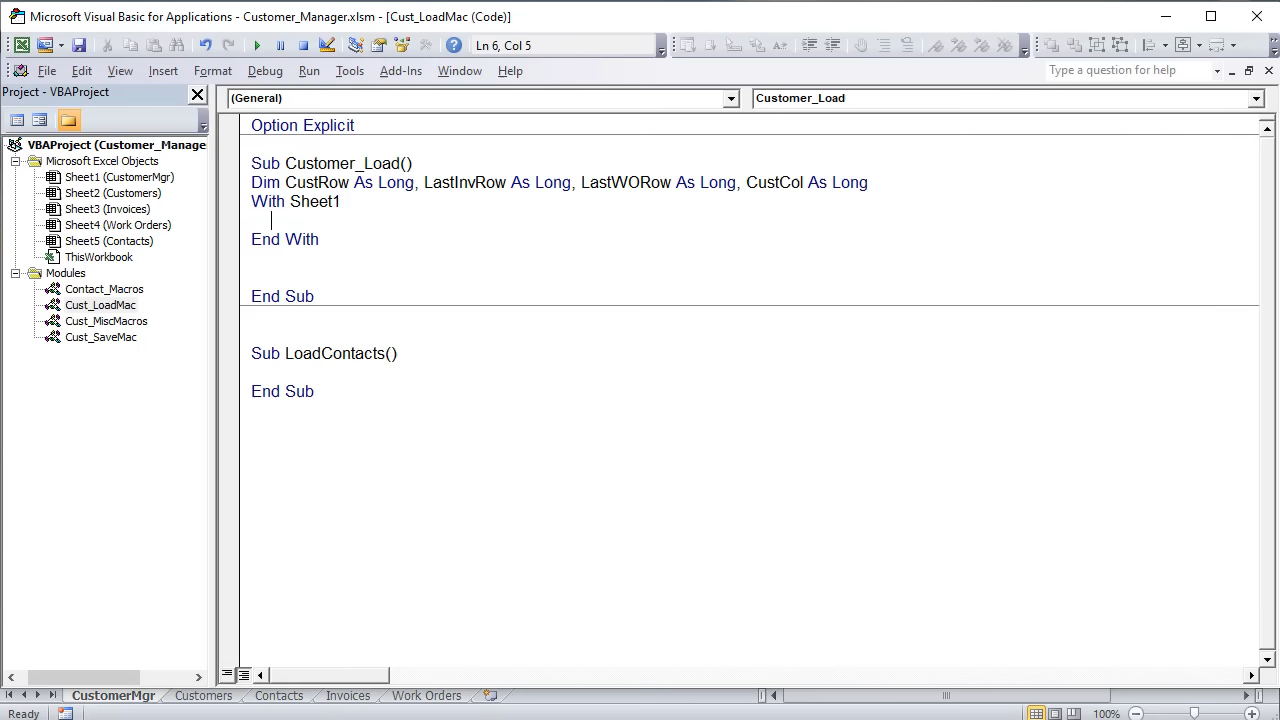 Microsoft Visual Basic for Applications - Customer_Manager.xlsm - [Cust_LoadMac (Code)]
Ln 6, Col 5
File Edit View Insert Format Debug Run Tools Add-Ins Window Help
Type a question for help
Project - VBAProject
(General)
Customer_Load
VBAProject (Customer_Manage
Microsoft Excel Objects
Sheet1 (CustomerMgr)
Sheet2 (Customers)
Sheet3 (Invoices)
Sheet4 (Work Orders)
Sheet5 (Contacts)
ThisWorkbook
Modules
Contact_Macros
Cust_LoadMac
Cust_MiscMacros
Cust_SaveMac
Option Explicit
Sub Customer_Load()
Dim CustRow As Long, LastInvRow As Long, LastWORow As Long, CustCol As Long
With Sheet1
End With
End Sub
Sub LoadContacts()
End Sub
CustomerMgr Customers Contacts Invoices Work Orders
Ready
100%